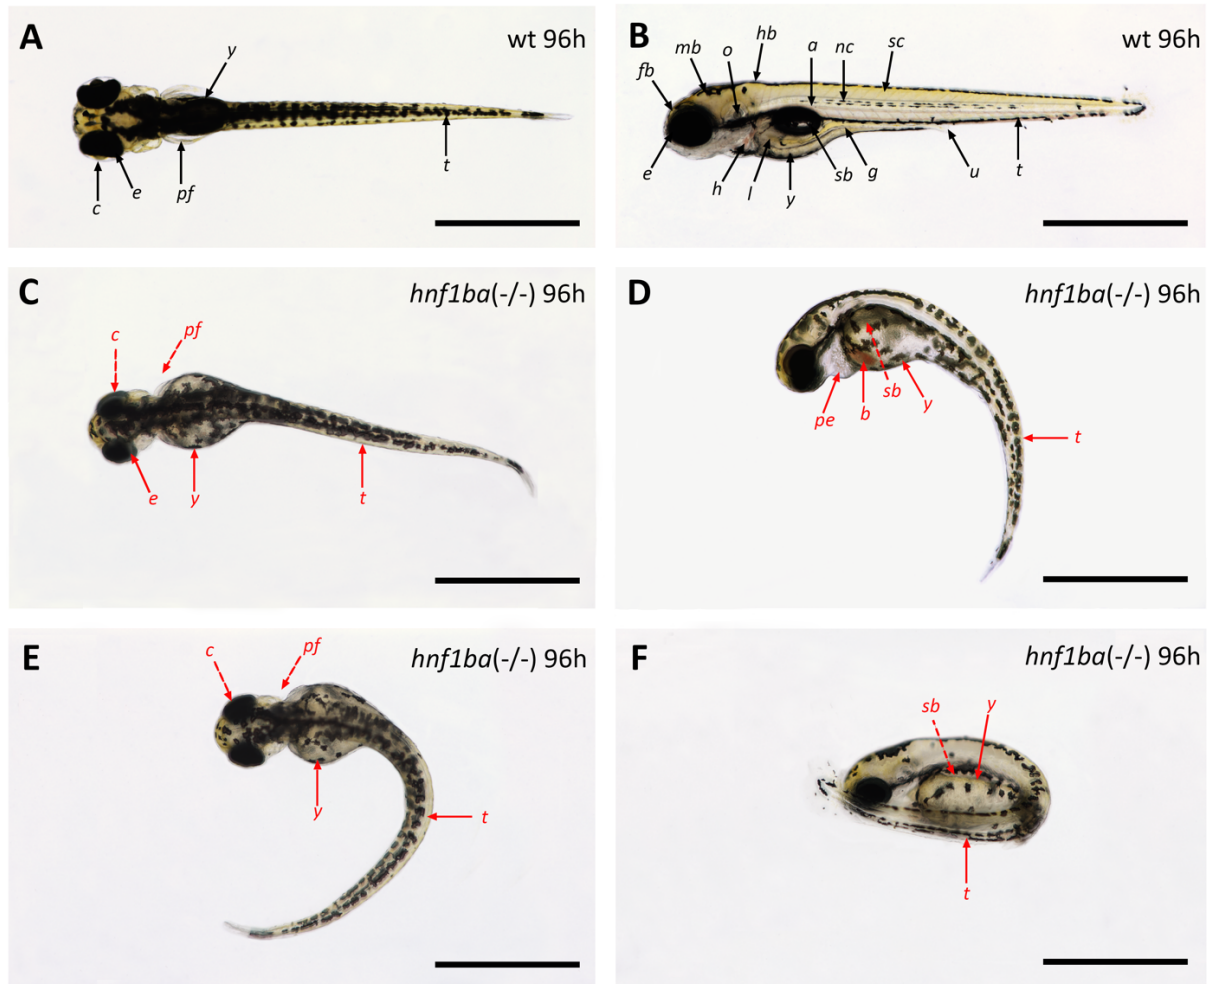 A
wt 96h
y
c
e
pf
t
B
wt 96h
fb
mb
o
hb
a
nc
sc
e
h
l
y
sb
g
u
t
C
hnf1ba(-/-) 96h
c
pf
e
y
t
D
hnf1ba(-/-) 96h
pe
b
sb
y
t
E
hnf1ba(-/-) 96h
c
pf
y
t
F
hnf1ba(-/-) 96h
sb
y
t